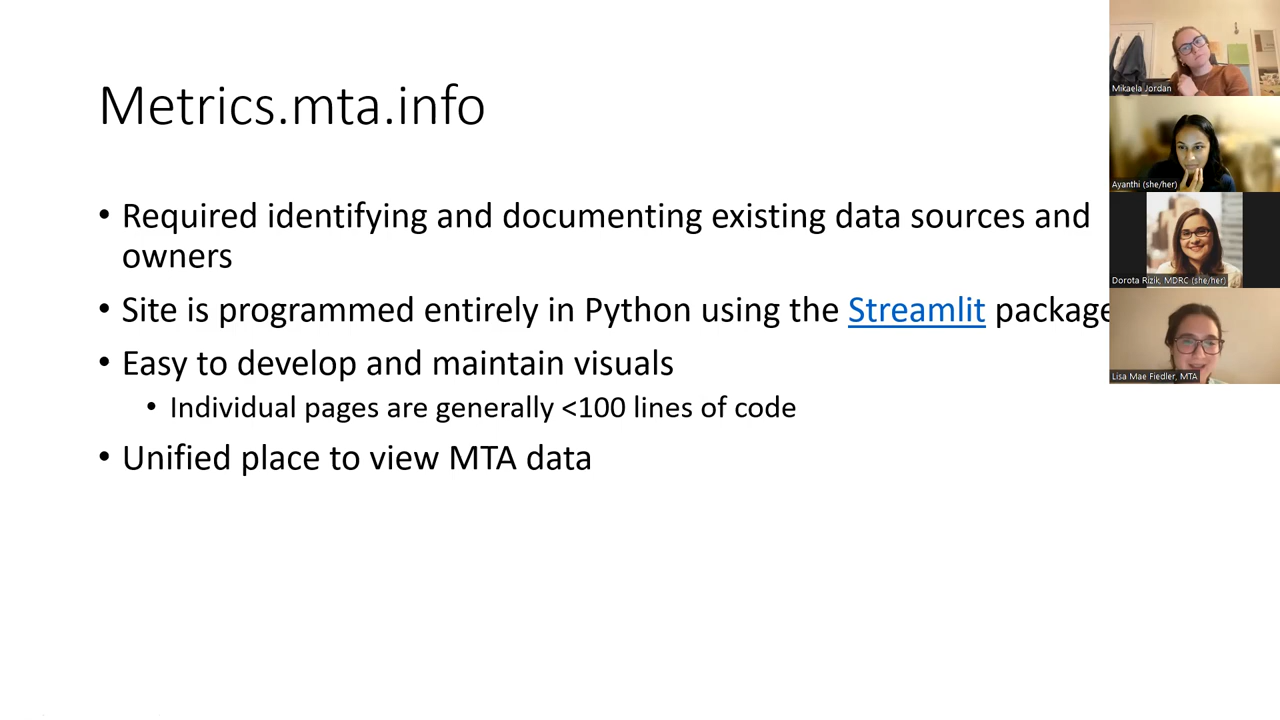 Metrics.mta.info
• Required identifying and documenting existing data sources and
owners
• Site is programmed entirely in Python using the Streamlit package
• Easy to develop and maintain visuals
• Individual pages are generally <100 lines of code
• Unified place to view MTA data
Mikaela Jordan
Ayanthi (she/her)
Dorota Rizik, MDRC (she/her)
Lisa Mae Fiedler, MTA